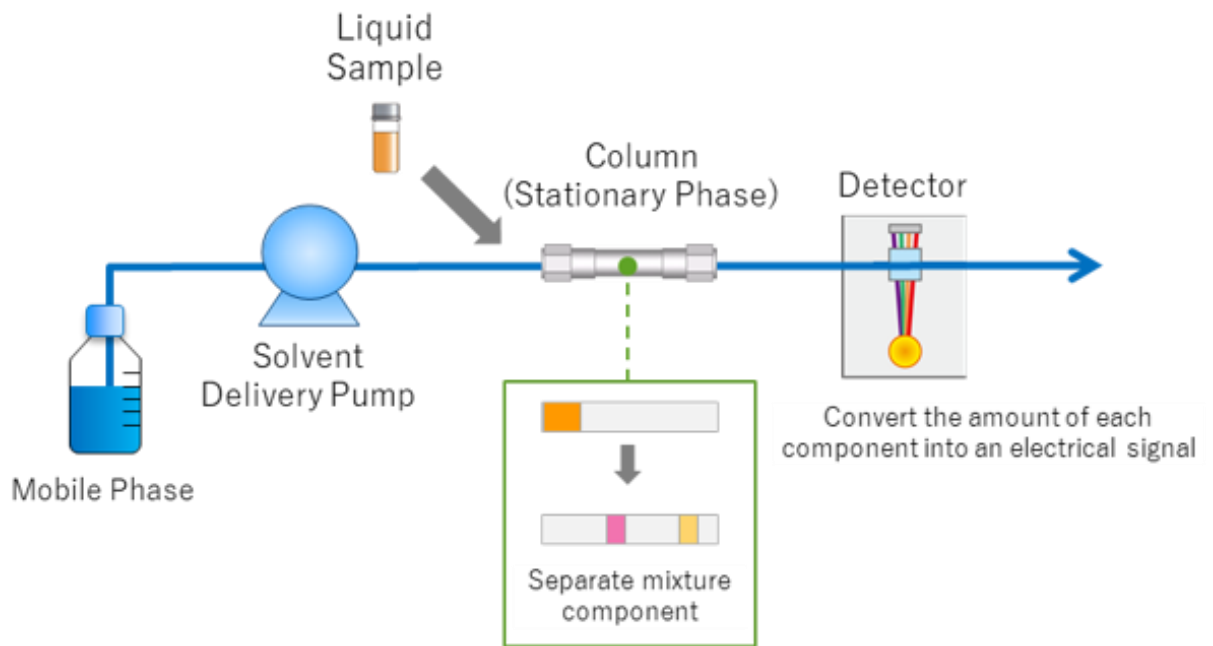 Liquid
Sample
Column
(Stationary Phase)
Detector
Solvent
Delivery Pump
Mobile Phase
Convert the amount of each
component into an electrical signal
Separate mixture
component